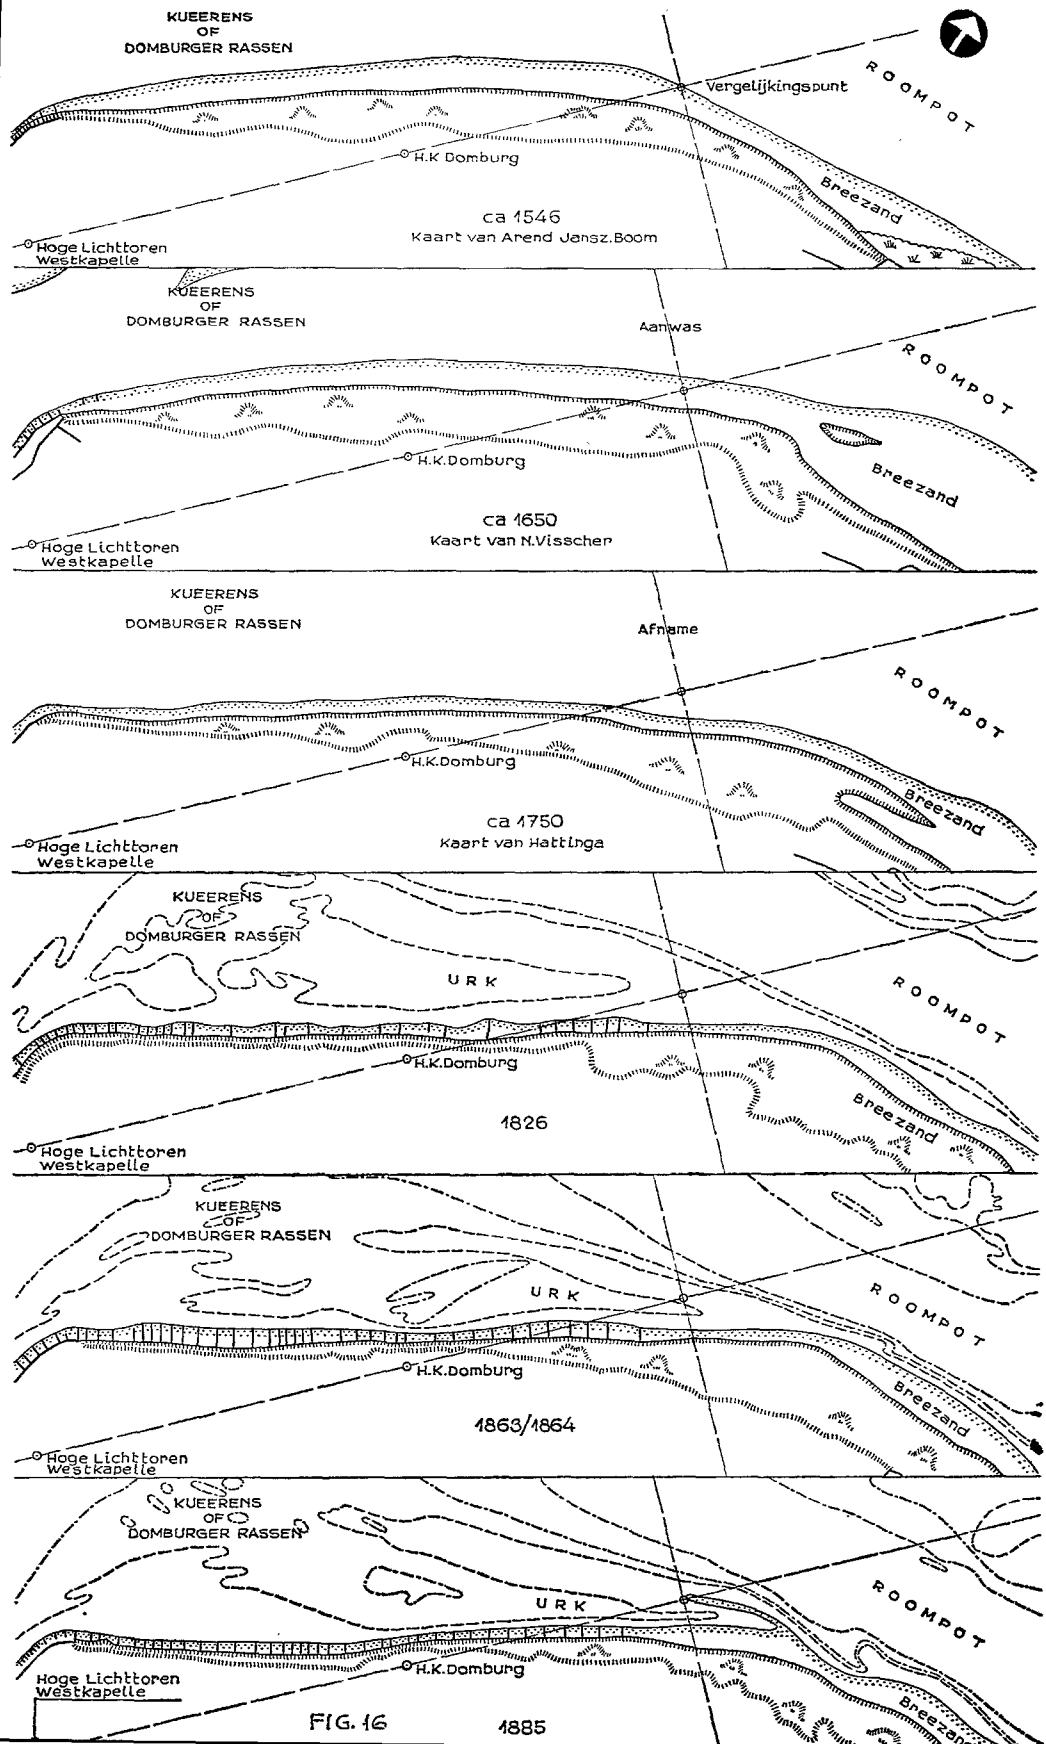 KUEERENS
OF
DOMBURGER RASSEN
ROOMPOT
Vergelijkingspunt
H.K Domburg
Breezand
ca 1546
Kaart van Arend Jansz.Boom
Hoge Lichttoren
Westkapelle
KUEERENS
OF
DOMBURGER RASSEN
Aanwas
ROOMPOT
H.K.Domburg
Breezand
ca 1650
Kaart van N.Visscher
Hoge Lichttoren
Westkapelle
KUEERENS
OF
DOMBURGER RASSEN
Afname
ROOMPOT
H.K.Domburg
Breezand
ca 1750
Kaart van Hattinga
Hoge Lichttoren
Westkapelle
KUEERENS
OF
DOMBURGER RASSEN
URK
ROOMPOT
H.K.Domburg
Breezand
1826
Hoge Lichttoren
Westkapelle
KUEERENS
OF
DOMBURGER RASSEN
URK
ROOMPOT
H.K.Domburg
Breezand
1863/1864
Hoge Lichttoren
Westkapelle
KUEERENS
OF
DOMBURGER RASSEN
URK
ROOMPOT
H.K.Domburg
Hoge Lichttoren
Westkapelle
Breezand
FIG. 16
1885